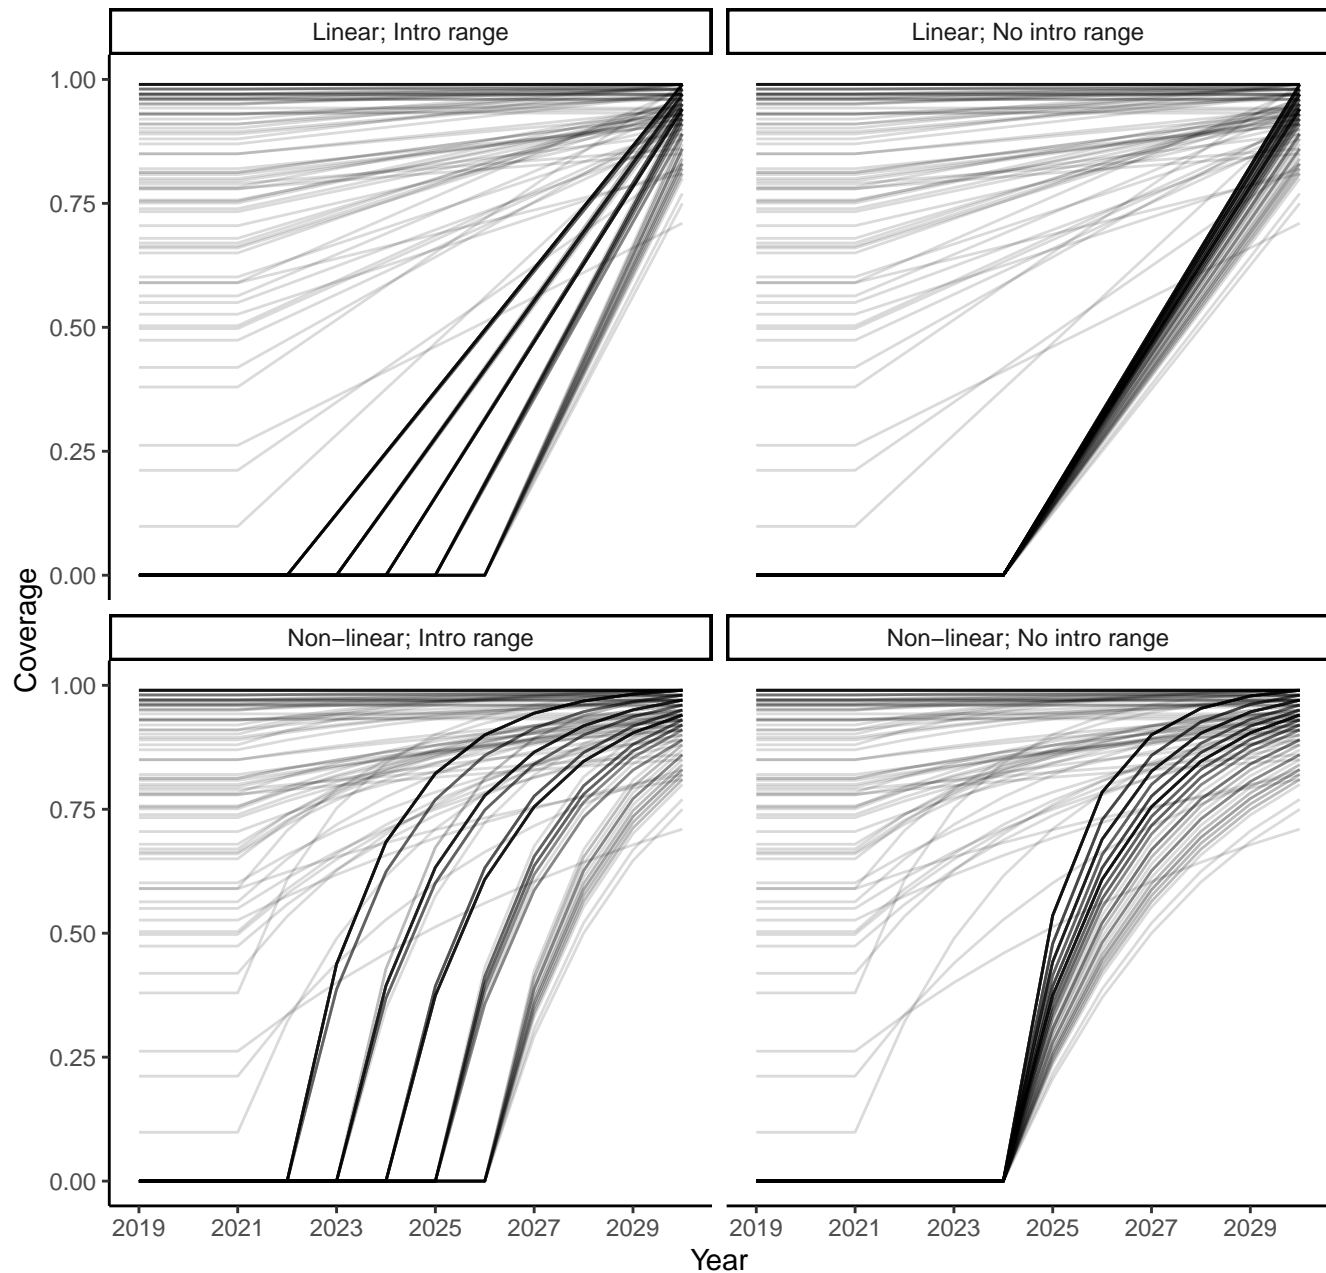 Linear; Intro range
Linear; No intro range
1.00
0.75
0.50
0.25
0.00
Coverage
Non−linear; Intro range
Non−linear; No intro range
1.00
0.75
0.50
0.25
0.00
2019 2021 2023 2025 2027 2029
2019 2021 2023 2025 2027 2029
Year